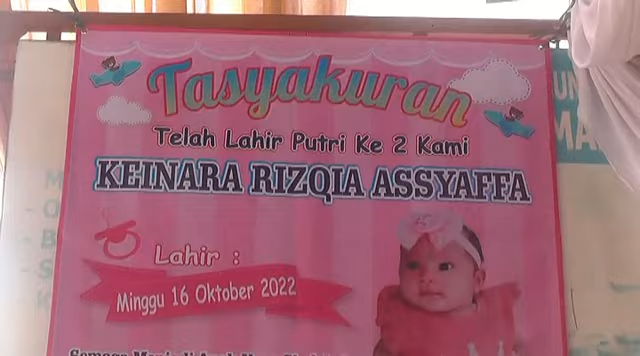 Tasyakuran
Telah Lahir Putri Ke 2 Kami
KEINARA RIZQIA ASSYAFFA
Lahir :
Minggu 16 Oktober 2022